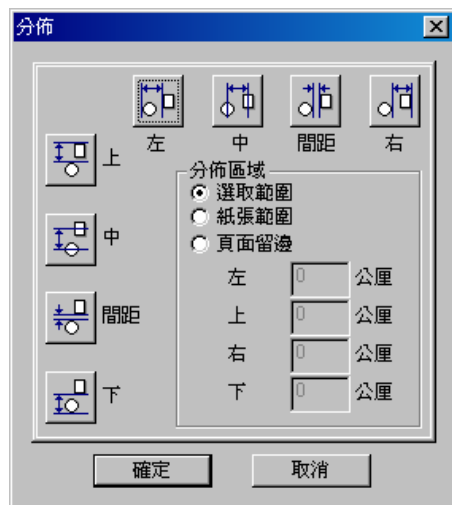 分佈
左 中 間距 右
上
中
間距
下
分佈區域
選取範圍
紙張範圍
頁面留邊
左 0 公厘
上 0 公厘
右 0 公厘
下 0 公厘
確定 取消